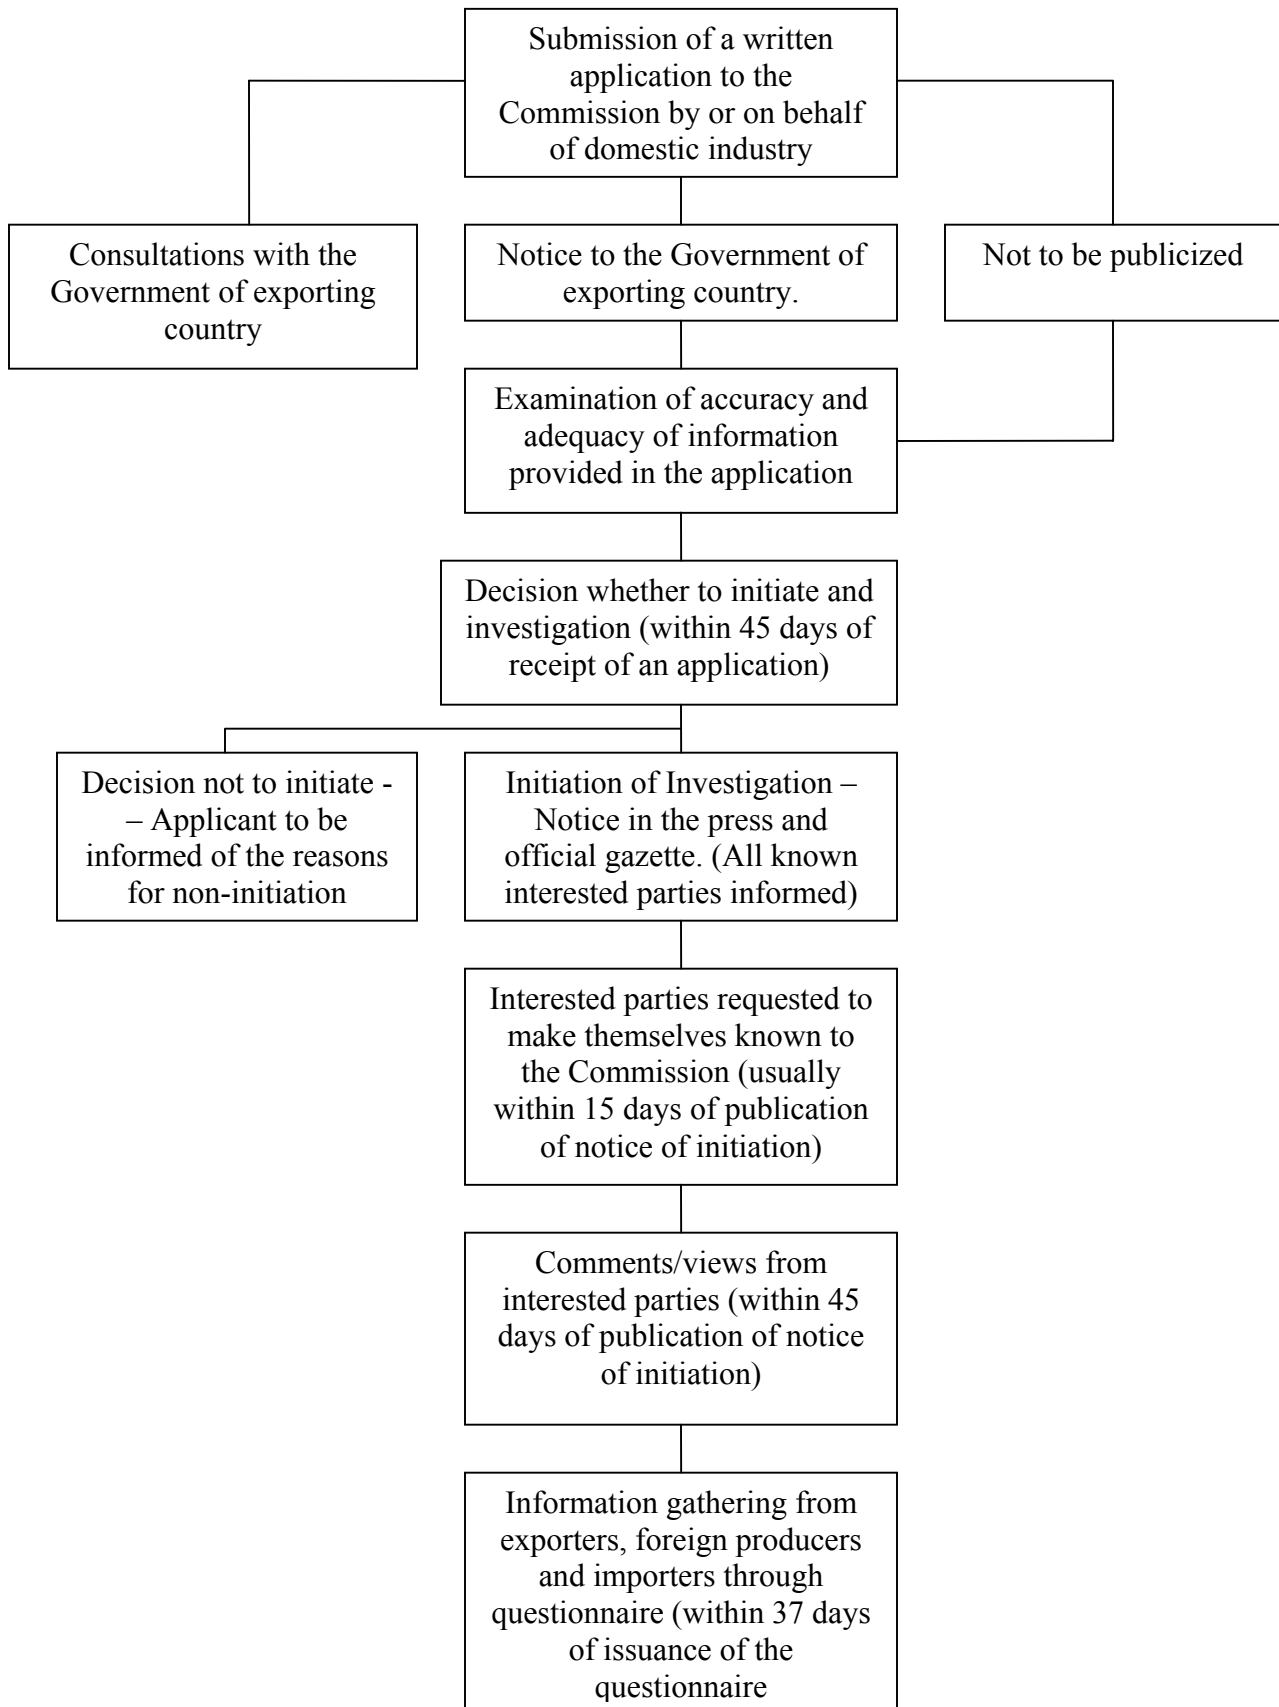 Submission of a written
application to the
Commission by or on behalf
of domestic industry
Consultations with the
Government of exporting
country
Notice to the Government of
exporting country.
Not to be publicized
Examination of accuracy and
adequacy of information
provided in the application
Decision whether to initiate and
investigation (within 45 days of
receipt of an application)
Decision not to initiate -
– Applicant to be
informed of the reasons
for non-initiation
Initiation of Investigation –
Notice in the press and
official gazette. (All known
interested parties informed)
Interested parties requested to
make themselves known to
the Commission (usually
within 15 days of publication
of notice of initiation)
Comments/views from
interested parties (within 45
days of publication of notice
of initiation)
Information gathering from
exporters, foreign producers
and importers through
questionnaire (within 37 days
of issuance of the
questionnaire